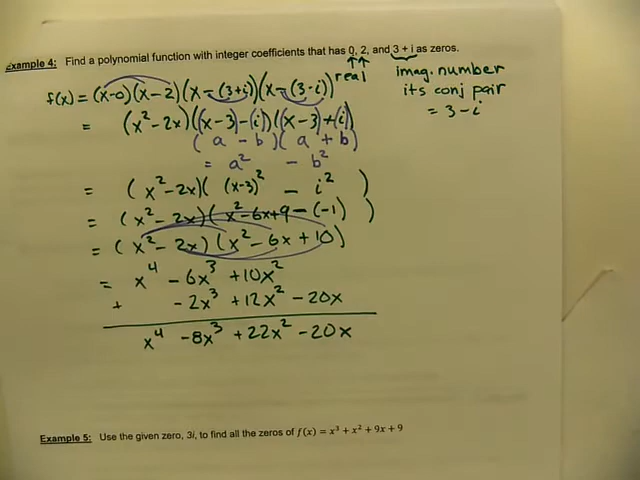 Example 4: Find a polynomial function with integer coefficients that has 0, 2, and 3 + i as zeros.
real
imag. number
its conj pair
= 3 - i
f(x) = (x-0)(x-2)(x-(3+i))(x-(3-i))
= (x²-2x)((x-3)-(i))((x-3)+(i))
(a - b)(a + b)
= a² - b²
= (x²-2x)((x-3)² - i²)
= (x²-2x)(x²-6x+9-(-1))
= (x²-2x)(x²-6x+10)
= x⁴ - 6x³ + 10x²
+ -2x³ + 12x² - 20x
x⁴ - 8x³ + 22x² - 20x
Example 5: Use the given zero, 3i, to find all the zeros of f(x) = x³ + x² + 9x + 9